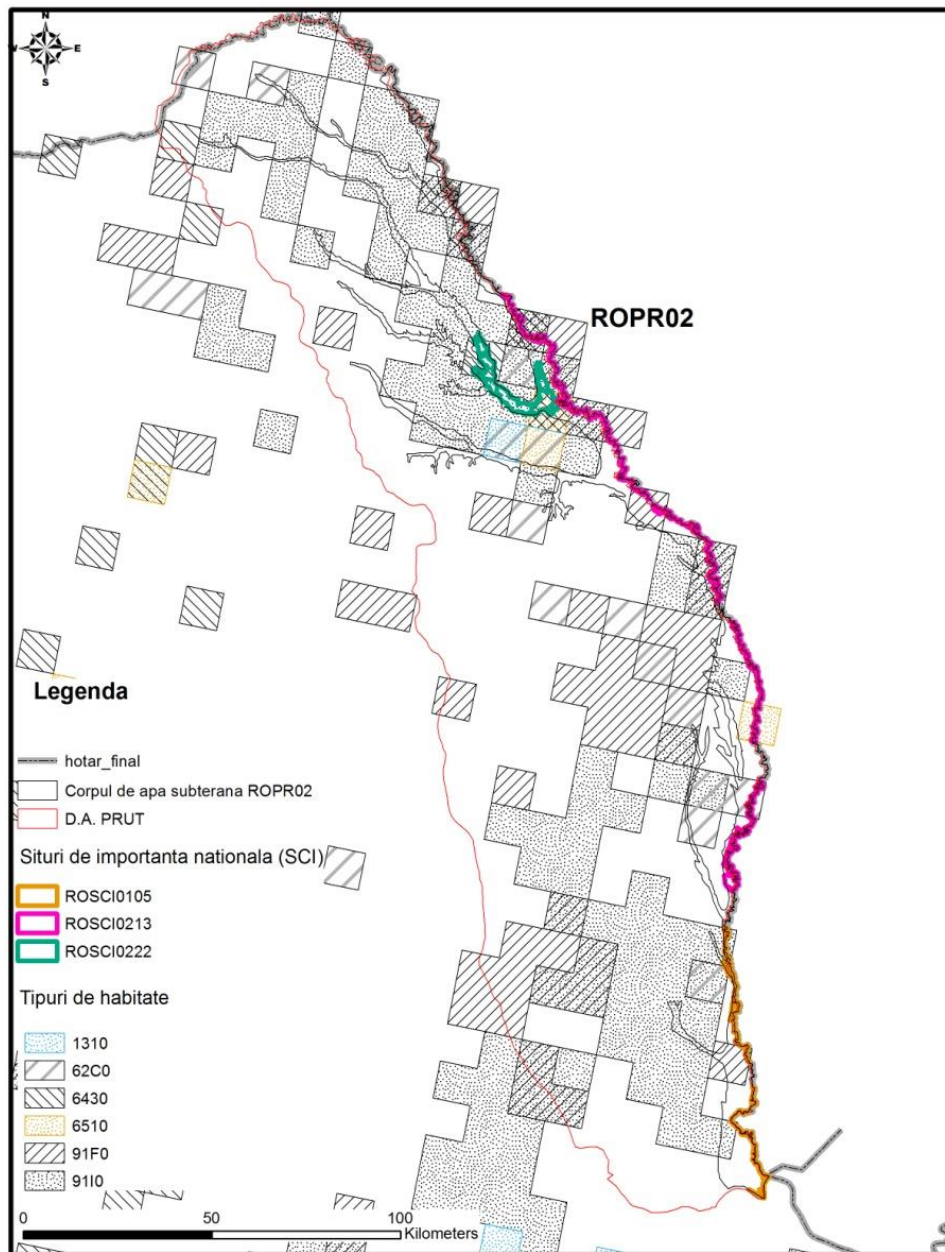 N
W E
S
ROPR02
Legenda
hotar_final
Corpul de apa subterana ROPR02
D.A. PRUT
Situri de importanta nationala (SCI)
ROSCI0105
ROSCI0213
ROSCI0222
Tipuri de habitate
1310
62C0
6430
6510
91F0
91I0
0 50 100
Kilometers